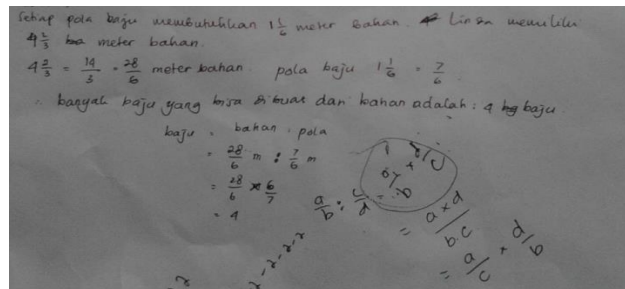 Setiap pola baju membutuhkan 1 1/6 meter bahan. Linsa memiliki
4 2/3 meter bahan.
4 2/3 = 14/3 = 28/6 meter bahan. pola baju 1 1/6 = 7/6.
∴ banyak baju yang bisa dibuat dari bahan adalah : 4 baju
baju = bahan : pola
= 28/6 m : 7/6 m
= 28/6 × 6/7
= 4
a/b : c/d =
= a×d/b.c
= a/c × d/b